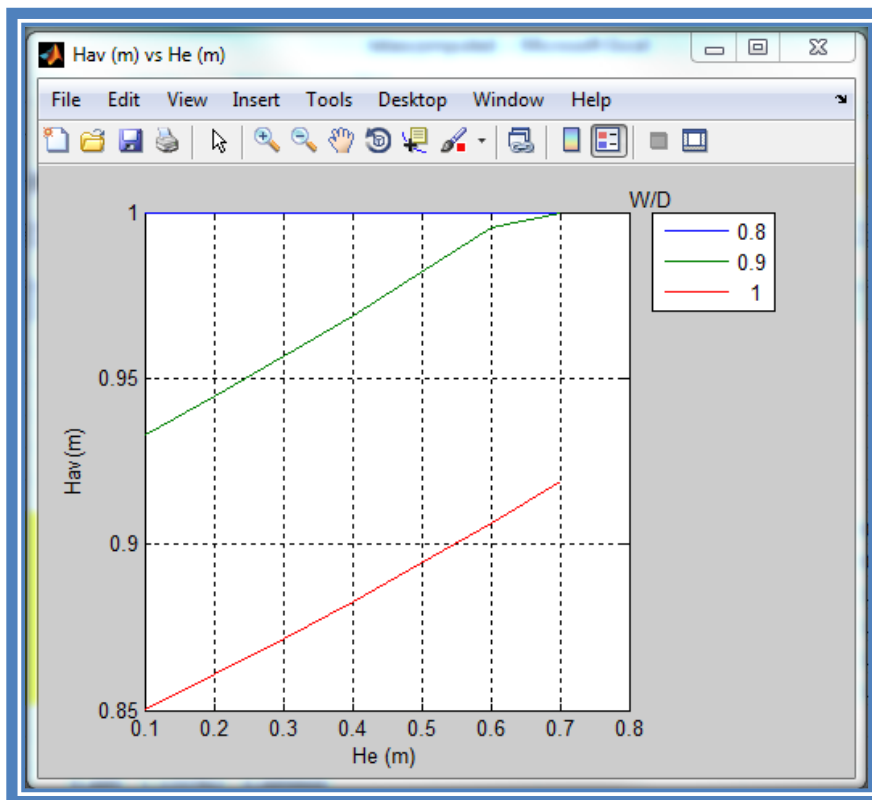 Hav (m) vs He (m)
File Edit View Insert Tools Desktop Window Help
W/D
0.8
0.9
1
1
0.95
0.9
0.85
Hav (m)
0.1 0.2 0.3 0.4 0.5 0.6 0.7 0.8
He (m)